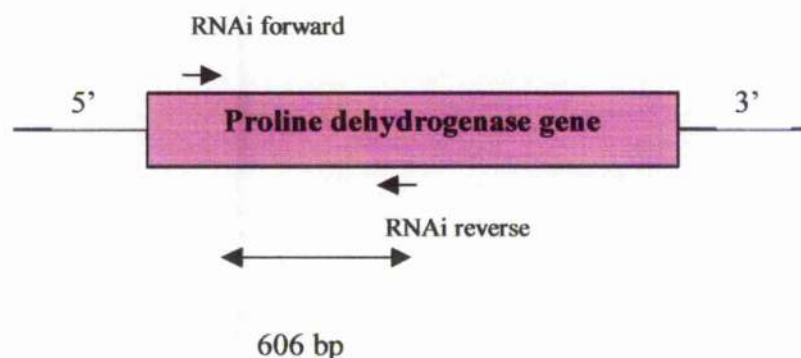 RNAi forward
5’ 3’
Proline dehydrogenase gene
RNAi reverse
606 bp